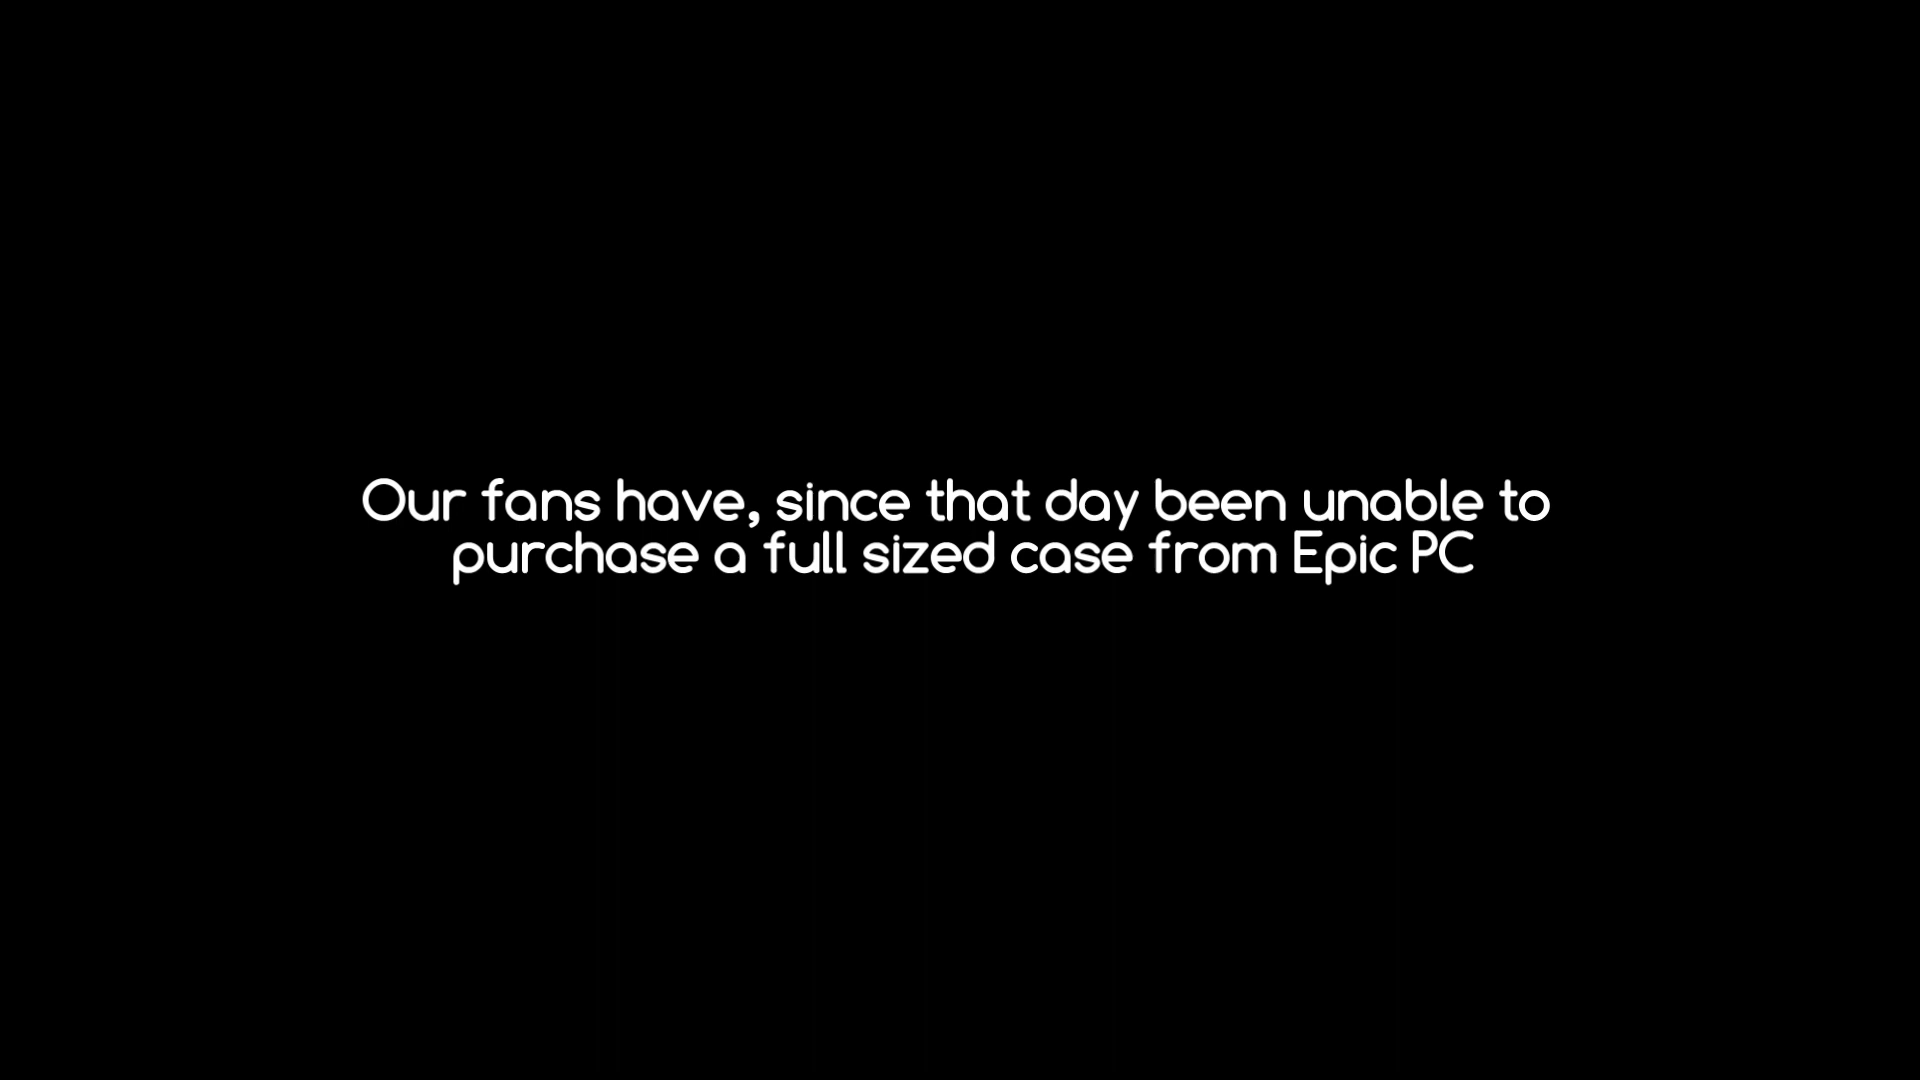 Our fans have, since that day been unable to
purchase a full sized case from Epic PC